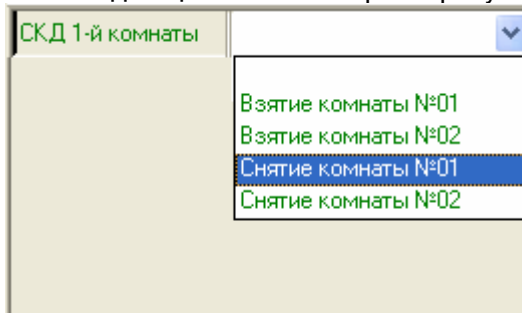 СКД 1-й комнаты
Взятие комнаты №01
Взятие комнаты №02
Снятие комнаты №01
Снятие комнаты №02